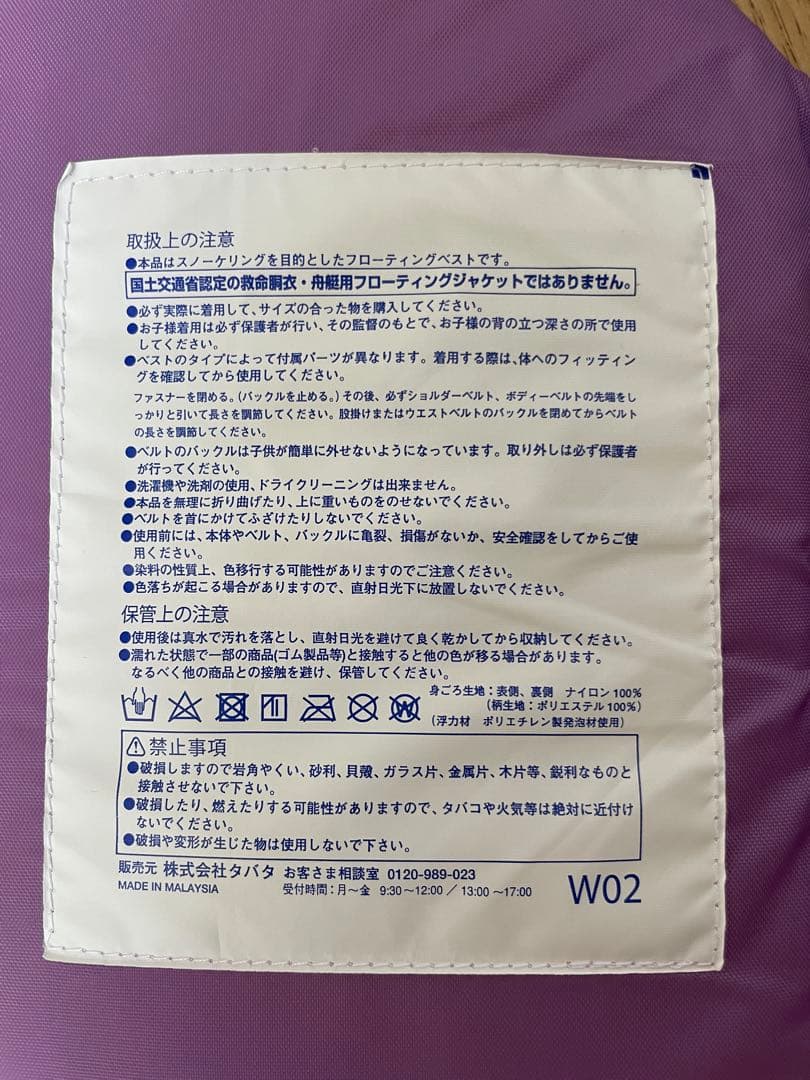 取扱上の注意
●本品はスノーケリングを目的としたフローティングベストです。
国土交通省認定の救命胴衣・舟艇用フローティングジャケットではありません。
●必ず実際に着用して、サイズの合った物を購入してください。
●お子様着用は必ず保護者が行い、その監督のもとで、お子様の背の立つ深さの所で使用
してください。
●ベストのタイプによって付属パーツが異なります。着用する際は、体へのフィッティン
グを確認してから使用してください。
ファスナーを閉める。(バックルを止める。)その後、必ずショルダーベルト、ボディーベルトの先端をし
っかりと引いて長さを調節してください。股掛けまたはウエストベルトのバックルを閉めてからベルト
の長さを調節してください。
●ベルトのバックルは子供が簡単に外せないようになっています。取り外しは必ず保護者
が行ってください。
●洗濯機や洗剤の使用、ドライクリーニングは出来ません。
●本品を無理に折り曲げたり、上に重いものをのせないでください。
●ベルトを首にかけてふざけたりしないでください。
●使用前には、本体やベルト、バックルに亀裂、損傷がないか、安全確認をしてからご使
用ください。
●染料の性質上、色移行する可能性がありますのでご注意ください。
●色落ちが起こる場合がありますので、直射日光下に放置しないでください。
保管上の注意
●使用後は真水で汚れを落とし、直射日光を避けて良く乾かしてから収納してください。
●濡れた状態で一部の商品(ゴム製品等)と接触すると他の色が移る場合があります。
なるべく他の商品との接触を避け、保管してください。
身ごろ生地：表側、裏側 ナイロン100%
(柄生地：ポリエステル100%)
(浮力材 ポリエチレン製発泡材使用)
禁止事項
●破損しますので岩角やくい、砂利、貝殻、ガラス片、金属片、木片等、鋭利なものと
接触させないで下さい。
●破損したり、燃えたりする可能性がありますので、タバコや火気等は絶対に近付け
ないでください。
●破損や変形が生じた物は使用しないで下さい。
販売元 株式会社タバタ お客さま相談室 0120-989-023
MADE IN MALAYSIA 受付時間：月～金 9:30～12:00／13:00～17:00
W02